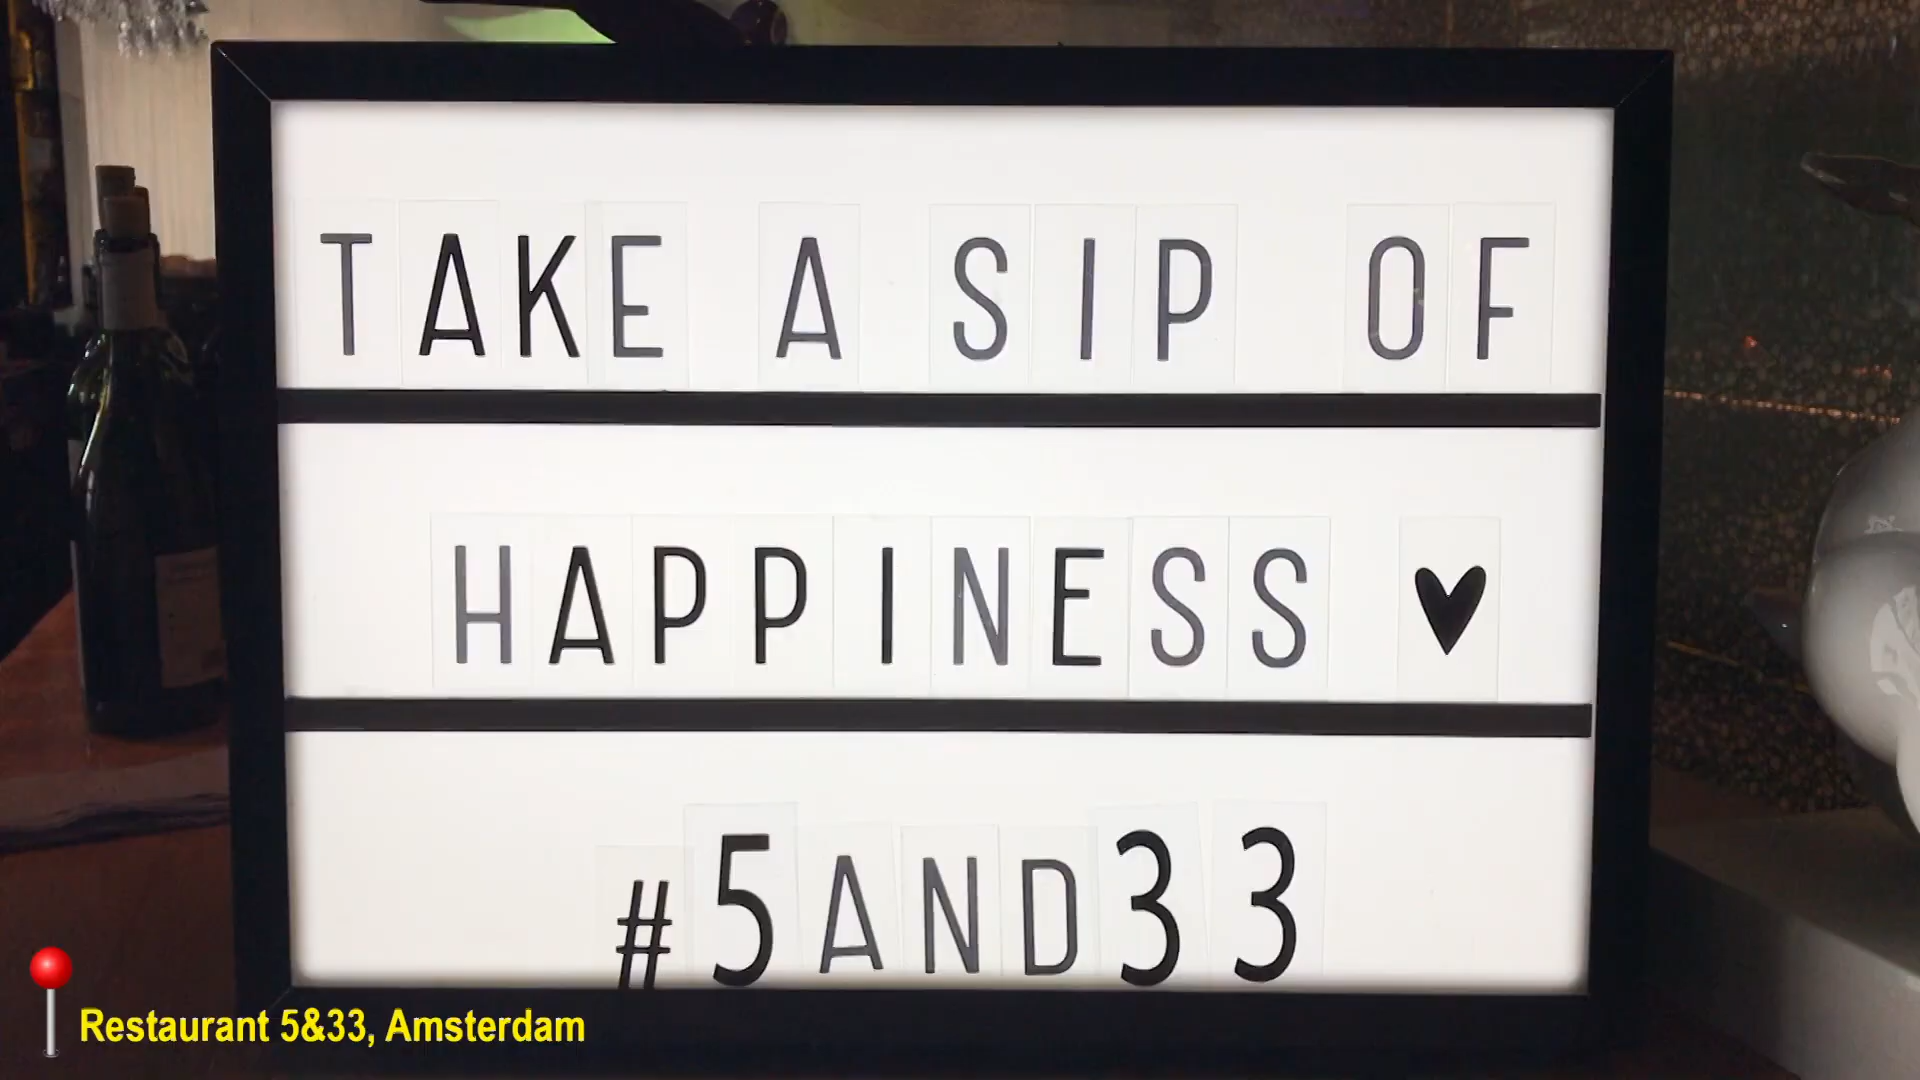 TAKE A SIP OF
HAPPINESS ♥
#5AND33
Restaurant 5&33, Amsterdam